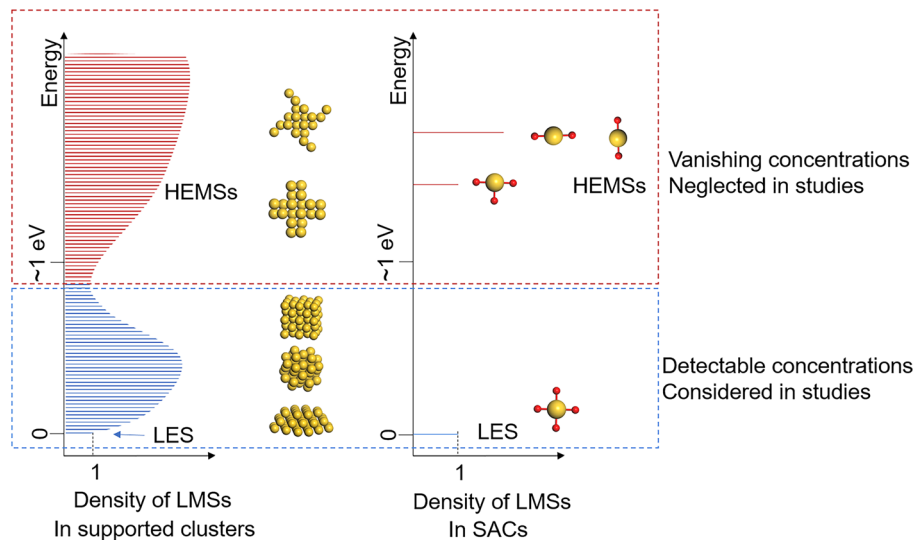 Energy
HEMSs
~1 eV
0
LES
1
Density of LMSs
In supported clusters
Energy
HEMSs
~1 eV
0
LES
1
Density of LMSs
In SACs
Vanishing concentrations
Neglected in studies
Detectable concentrations
Considered in studies